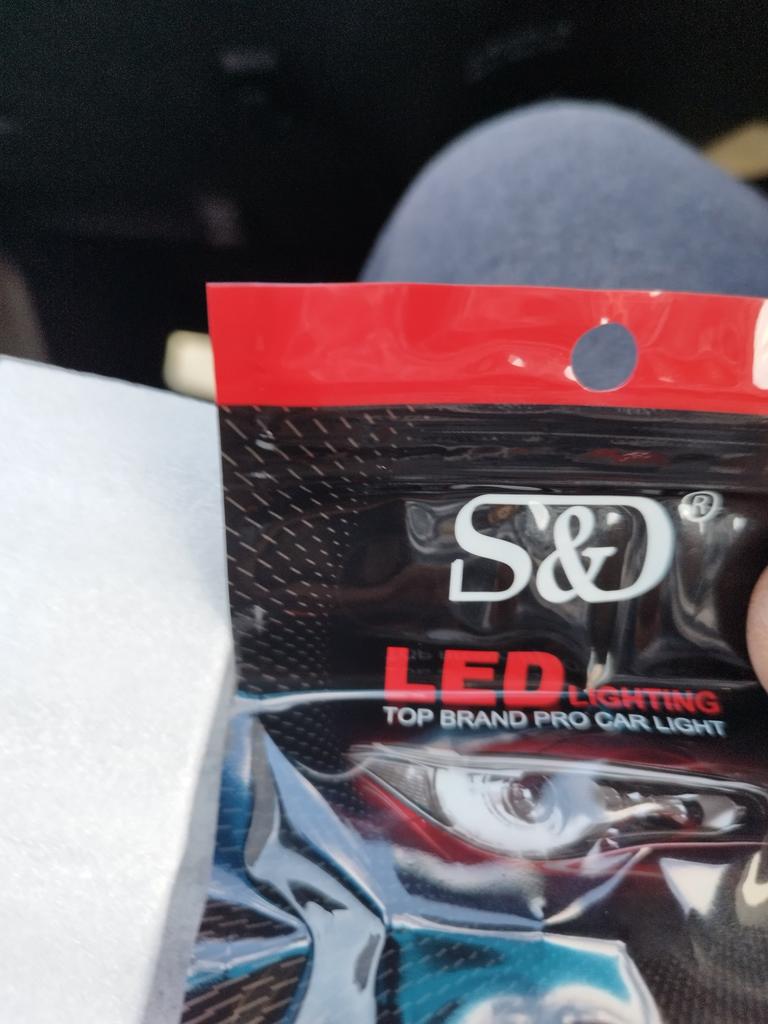 S&D®
LED LIGHTING
TOP BRAND PRO CAR LIGHT